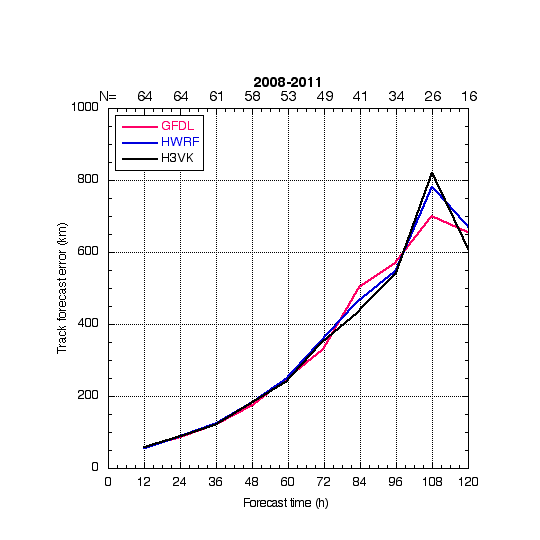 2008-2011
N= 64 64 61 58 53 49 41 34 26 16
1000
GFDL
HWRF
H3VK
800
600
400
200
0
Track forecast error (km)
0 12 24 36 48 60 72 84 96 108 120
Forecast time (h)